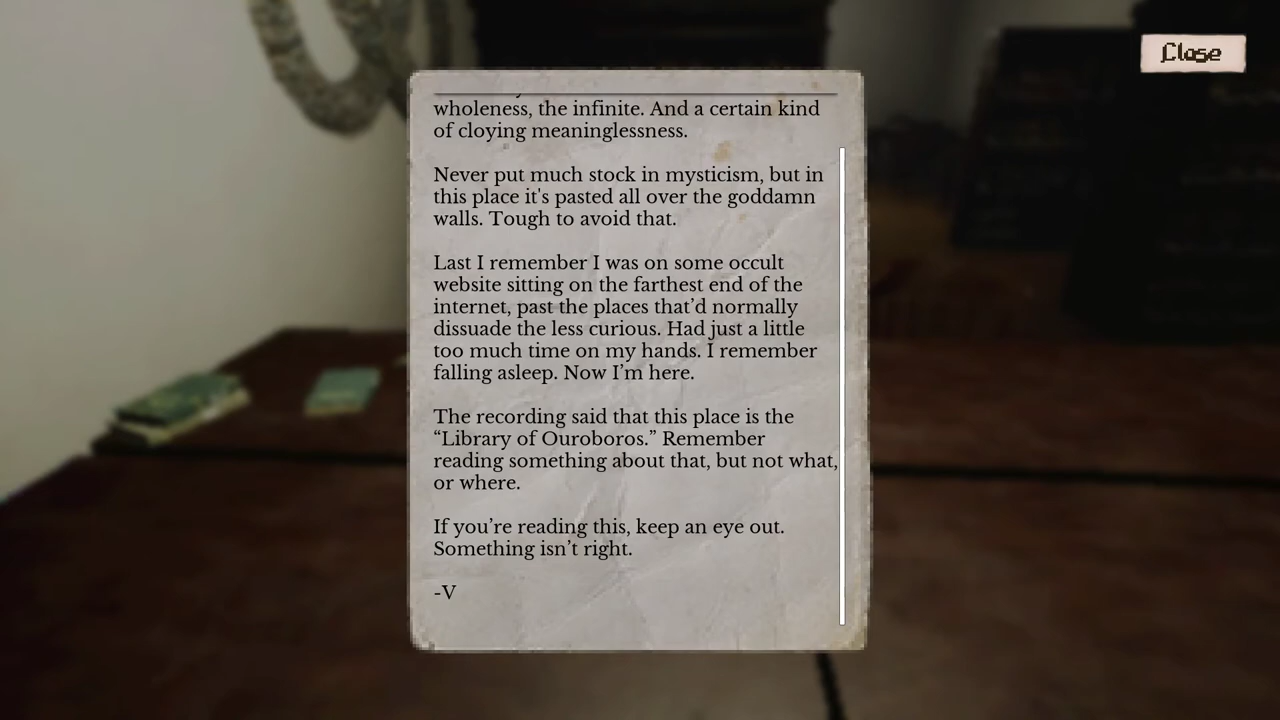 Close
wholeness, the infinite. And a certain kind
of cloying meaninglessness.
Never put much stock in mysticism, but in
this place it's pasted all over the goddamn
walls. Tough to avoid that.
Last I remember I was on some occult
website sitting on the farthest end of the
internet, past the places that’d normally
dissuade the less curious. Had just a little
too much time on my hands. I remember
falling asleep. Now I’m here.
The recording said that this place is the
“Library of Ouroboros.” Remember
reading something about that, but not what,
or where.
If you’re reading this, keep an eye out.
Something isn’t right.
-V